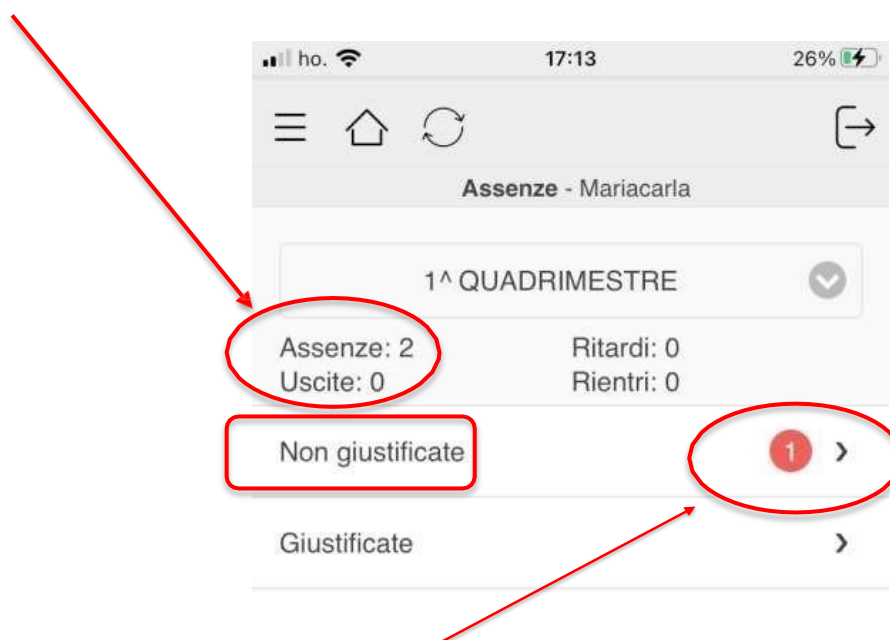 ho. 17:13 26%
Assenze - Mariacarla
1^ QUADRIMESTRE
Assenze: 2 Ritardi: 0
Uscite: 0 Rientri: 0
Non giustificate 1
Giustificate